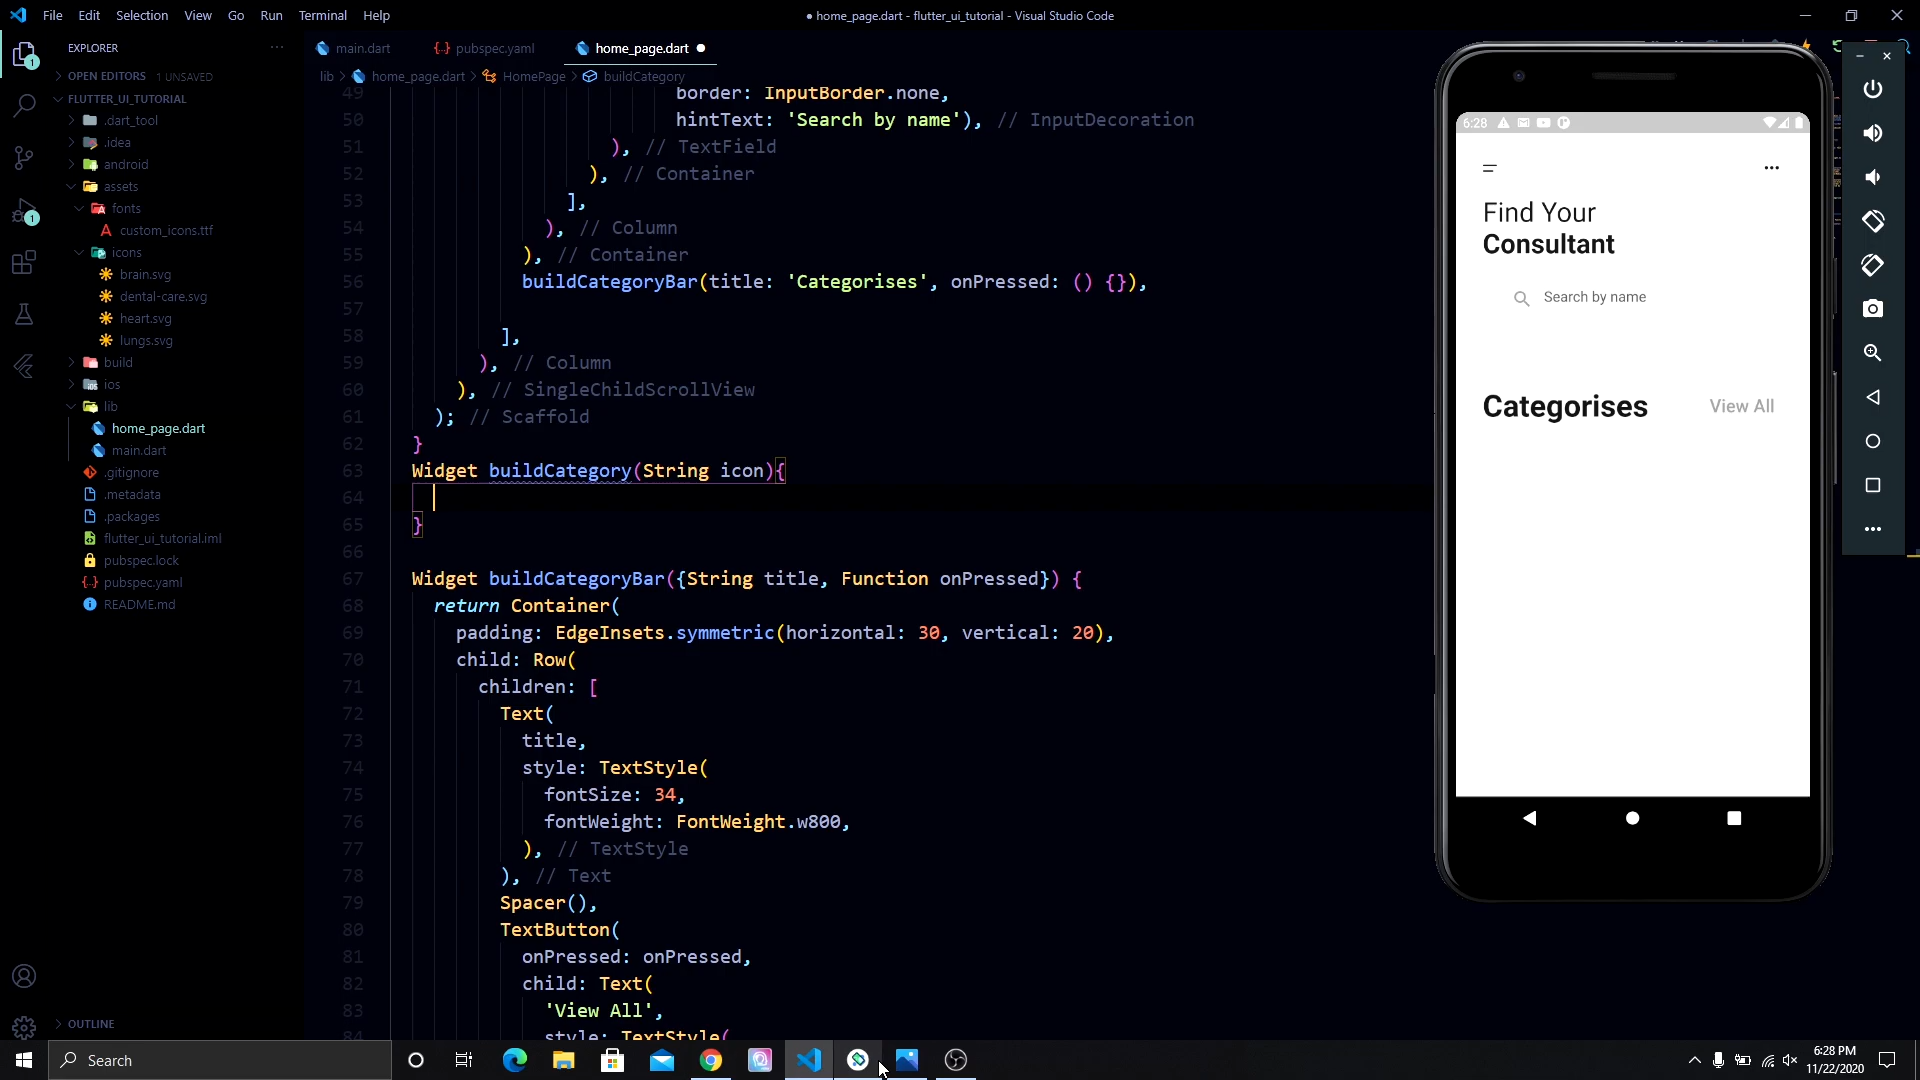 File Edit Selection View Go Run Terminal Help
● home_page.dart - flutter_ui_tutorial - Visual Studio Code
EXPLORER
OPEN EDITORS 1 UNSAVED
FLUTTER_UI_TUTORIAL
.dart_tool
.idea
android
assets
fonts
custom_icons.ttf
icons
brain.svg
dental-care.svg
heart.svg
lungs.svg
build
ios
lib
home_page.dart
main.dart
.gitignore
.metadata
.packages
flutter_ui_tutorial.iml
pubspec.lock
pubspec.yaml
README.md
OUTLINE
main.dart pubspec.yaml home_page.dart ●
lib > home_page.dart > HomePage > buildCategory
49 border: InputBorder.none,
50 hintText: 'Search by name'), // InputDecoration
51 ), // TextField
52 ), // Container
53 ],
54 ), // Column
55 ), // Container
56 buildCategoryBar(title: 'Categorises', onPressed: () {}),
57
58 ],
59 ), // Column
60 ), // SingleChildScrollView
61 ); // Scaffold
62 }
63 Widget buildCategory(String icon){
64
65 }
66
67 Widget buildCategoryBar({String title, Function onPressed}) {
68 return Container(
69 padding: EdgeInsets.symmetric(horizontal: 30, vertical: 20),
70 child: Row(
71 children: [
72 Text(
73 title,
74 style: TextStyle(
75 fontSize: 34,
76 fontWeight: FontWeight.w800,
77 ), // TextStyle
78 ), // Text
79 Spacer(),
80 TextButton(
81 onPressed: onPressed,
82 child: Text(
83 'View All',
84 style: TextStyle(
6:28
Find Your
Consultant
Search by name
Categorises View All
Search
6:28 PM
11/22/2020